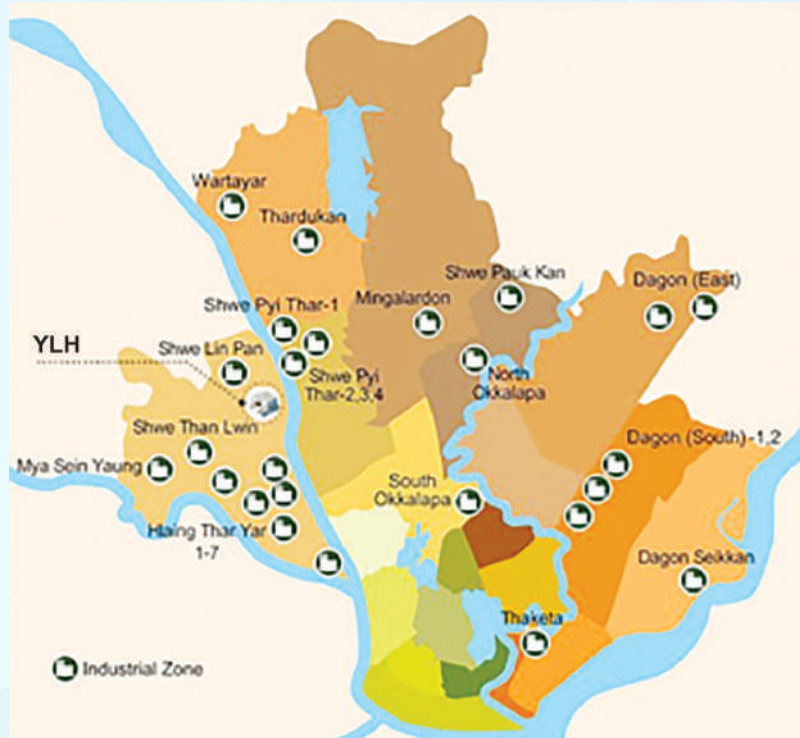 Wartayar
Thardukan
Shwe Pauk Kan
Dagon (East)
Shwe Pyi Thar-1
Mingalardon
YLH
Shwe Lin Pan
Shwe Pyi
Thar-2,3,4
North
Okkalapa
Shwe Than Lwin
Dagon (South) -1,2
Mya Sein Yaung
South
Okkalapa
Hlaing Thar Yar
1-7
Dagon Seikkan
Thaketa
Industrial Zone